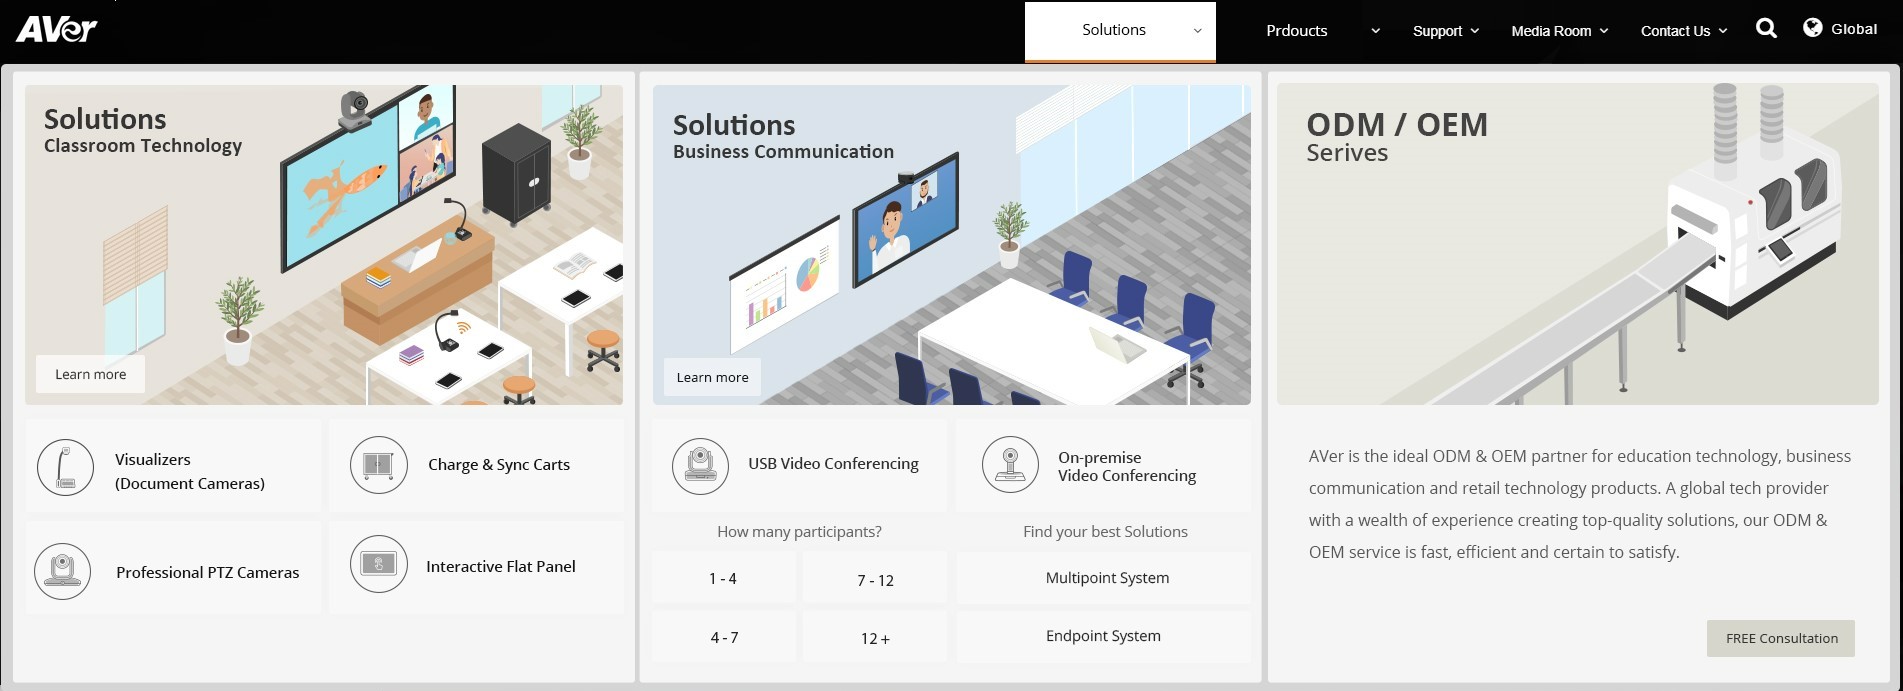 AVer
Solutions
Prdoucts
Support
Media Room
Contact Us
Global
Solutions
Classroom Technology
Learn more
Visualizers
(Document Cameras)
Charge & Sync Carts
Professional PTZ Cameras
Interactive Flat Panel
Solutions
Business Communication
Learn more
USB Video Conferencing
On-premise
Video Conferencing
How many participants?
1 - 4
7 - 12
4 - 7
12 +
Find your best Solutions
Multipoint System
Endpoint System
ODM / OEM
Serives
AVer is the ideal ODM & OEM partner for education technology, business
communication and retail technology products. A global tech provider
with a wealth of experience creating top-quality solutions, our ODM &
OEM service is fast, efficient and certain to satisfy.
FREE Consultation